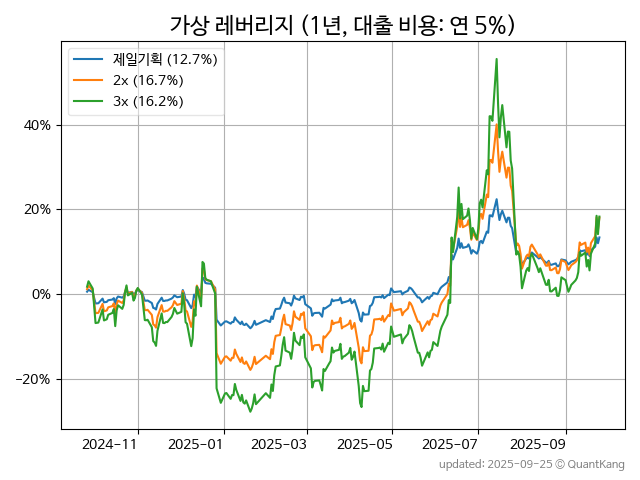 가상 레버리지 (1년, 대출 비용: 연 5%)
제일기획 (12.7%)
2x (16.7%)
3x (16.2%)
40%
20%
0%
−20%
2024-11 2025-01 2025-03 2025-05 2025-07 2025-09
updated: 2025-09-25 © QuantKang